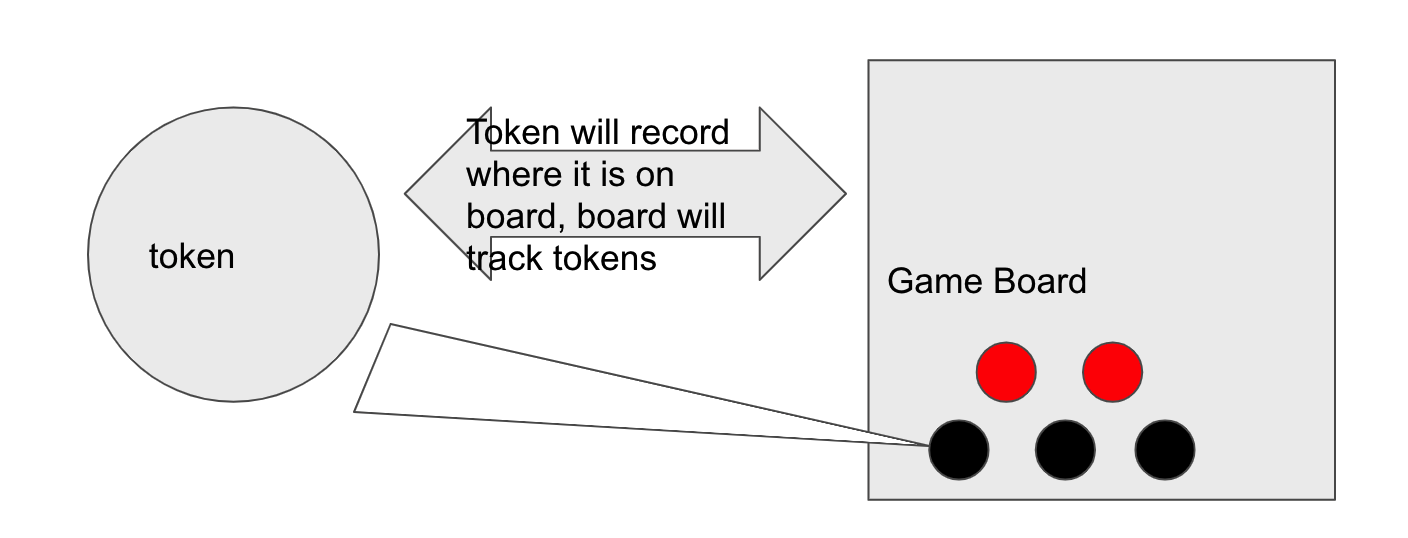 token
Token will record
where it is on
board, board will
track tokens
Game Board